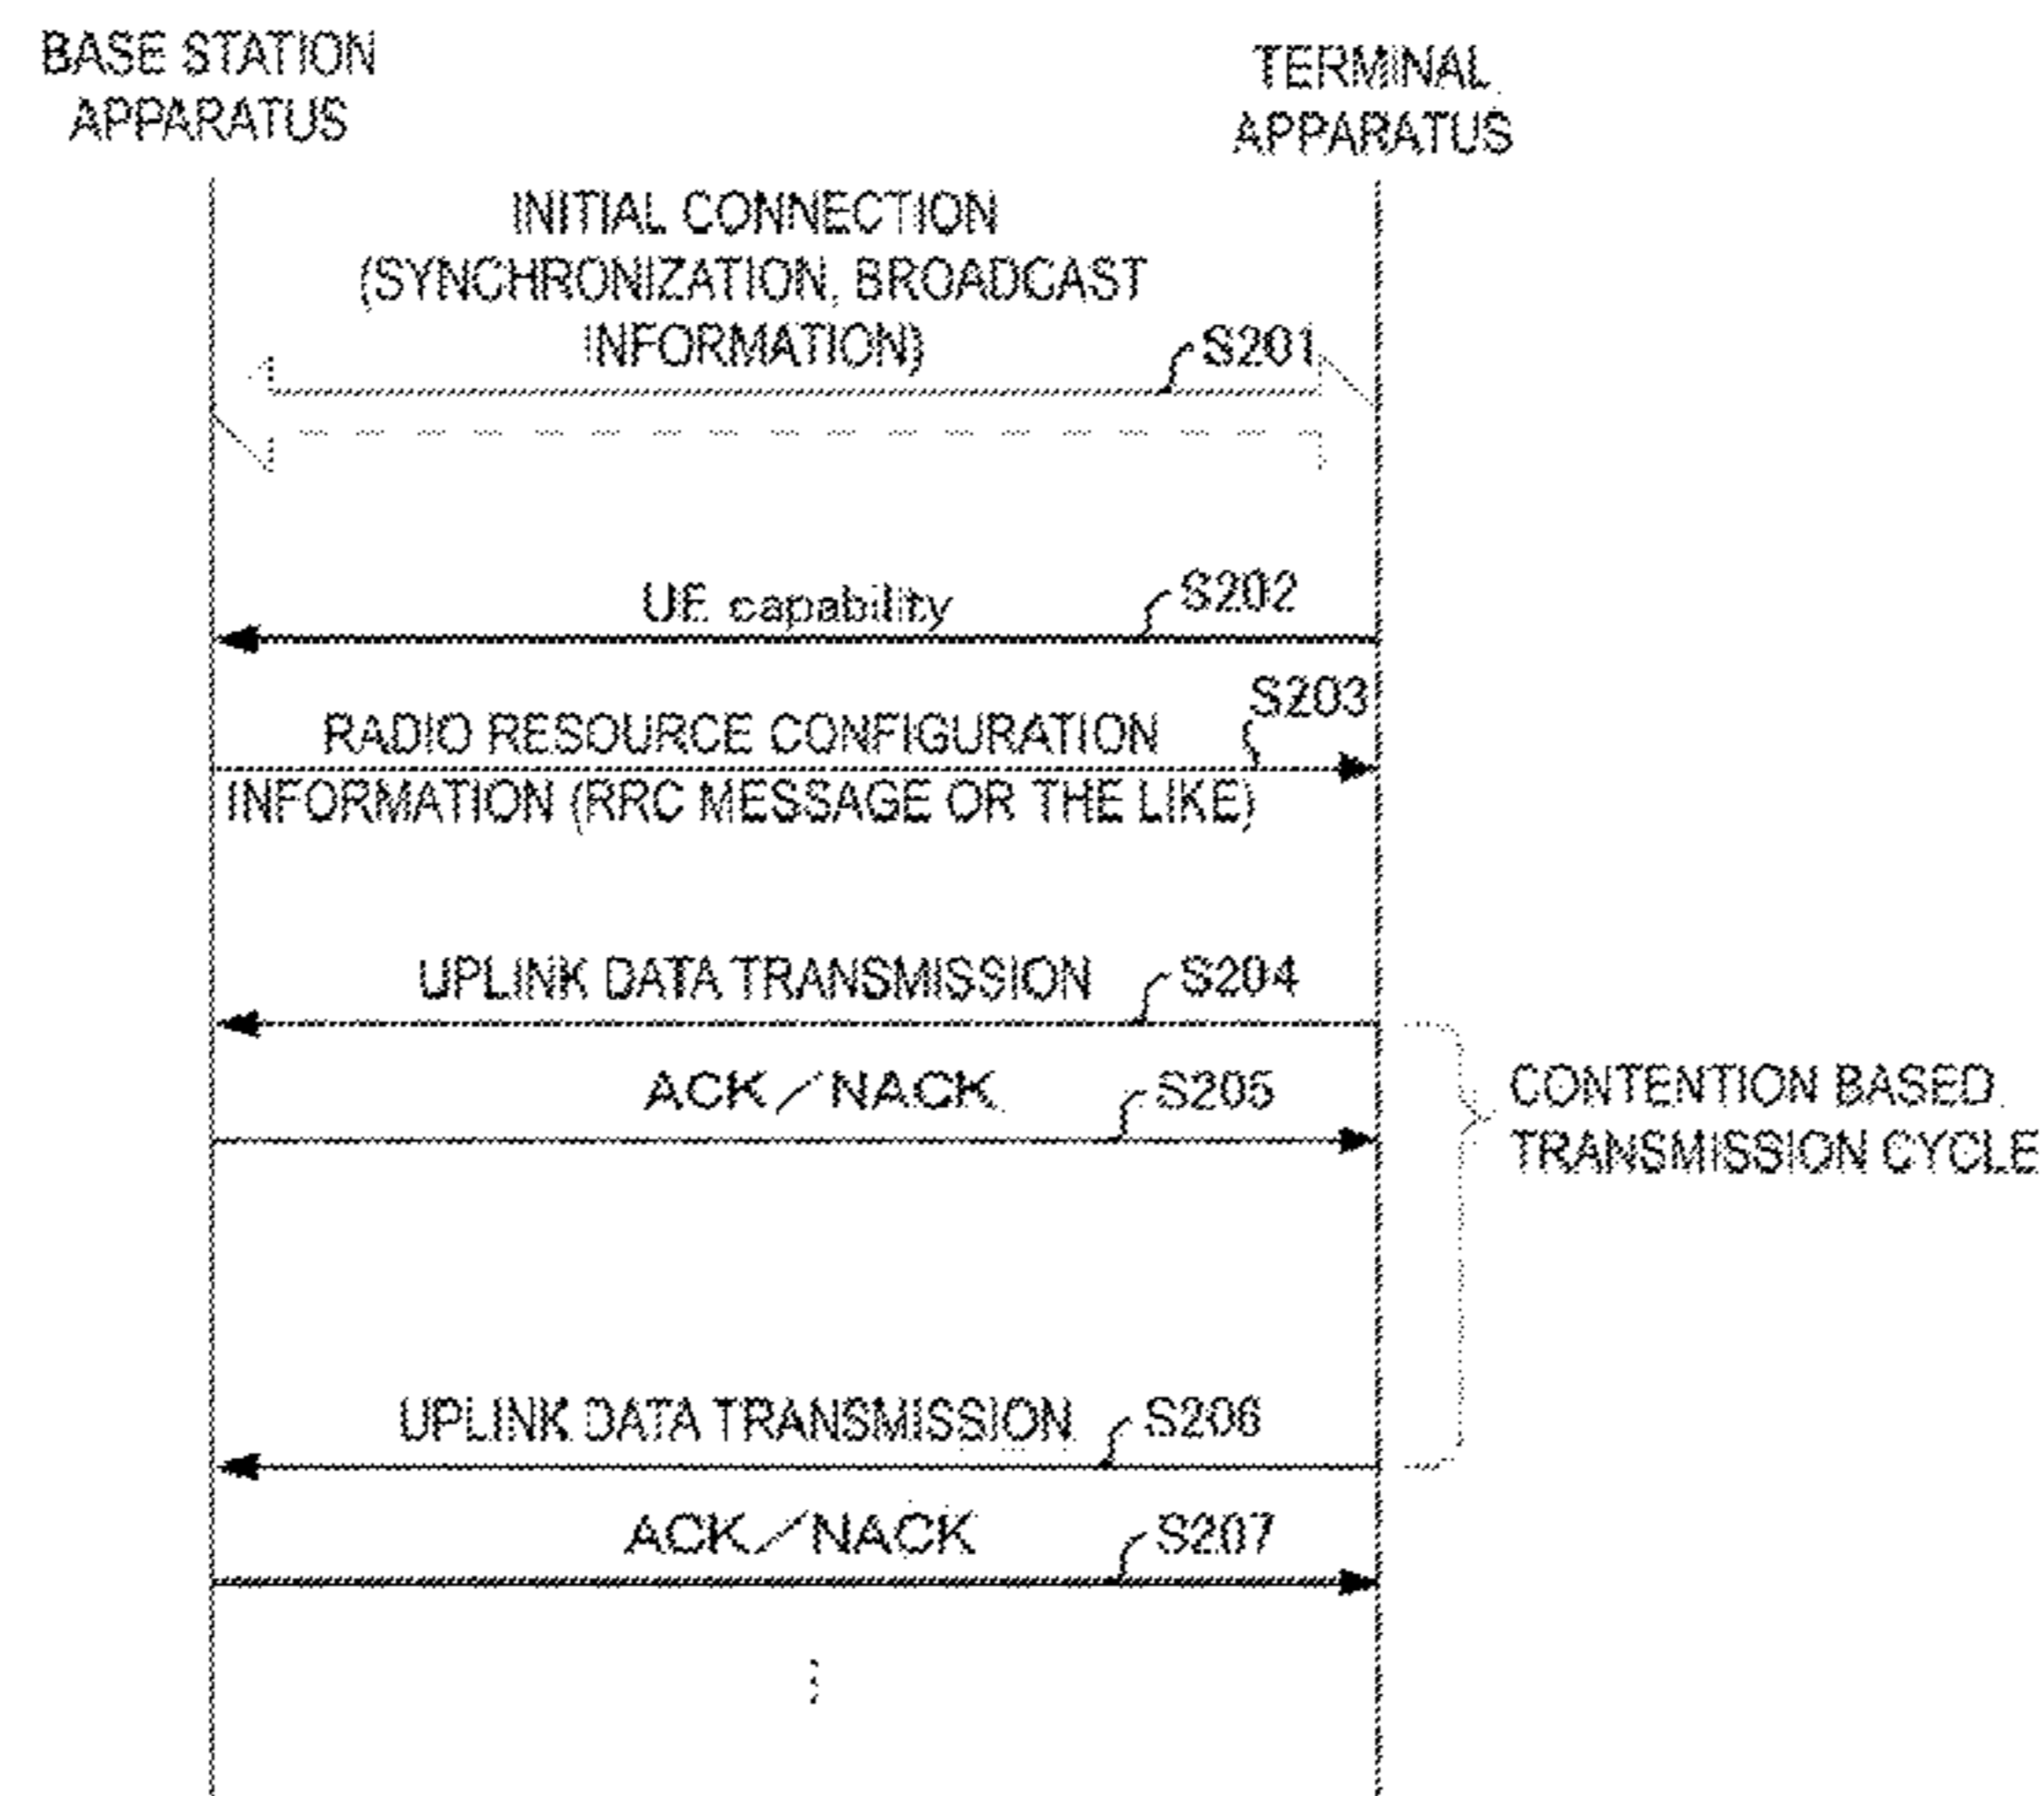 BASE STATION
APPARATUS
TERMINAL
APPARATUS
INITIAL CONNECTION
(SYNCHRONIZATION, BROADCAST
INFORMATION)
S201
UE capability
S202
S203
RADIO RESOURCE CONFIGURATION
INFORMATION (RRC MESSAGE OR THE LIKE)
UPLINK DATA TRANSMISSION
S204
ACK/NACK
S205
CONTENTION BASED
TRANSMISSION CYCLE
UPLINK DATA TRANSMISSION
S206
ACK/NACK
S207